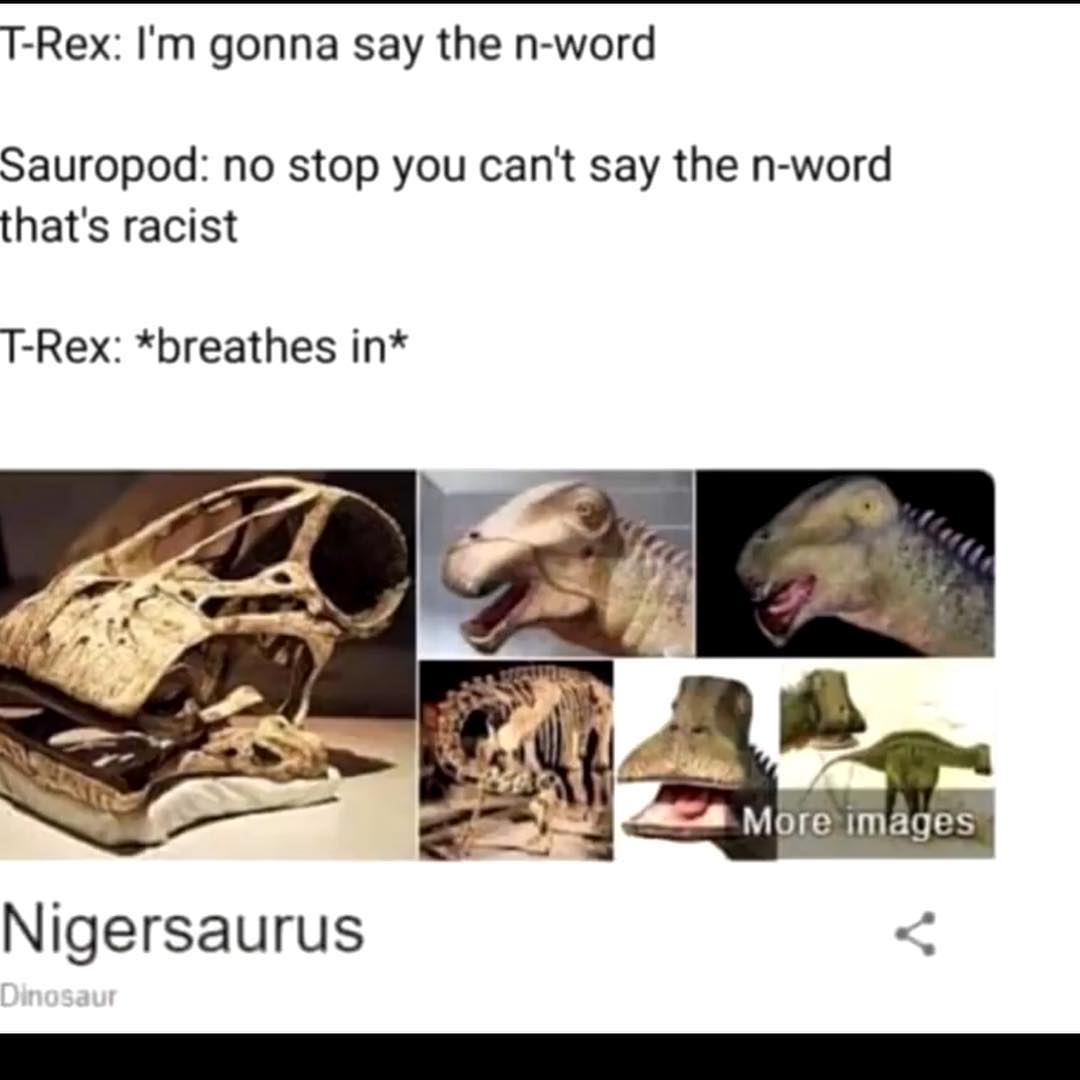 T-Rex: I'm gonna say the n-word
Sauropod: no stop you can't say the n-word
that's racist
T-Rex: *breathes in*
More images
Nigersaurus
Dinosaur